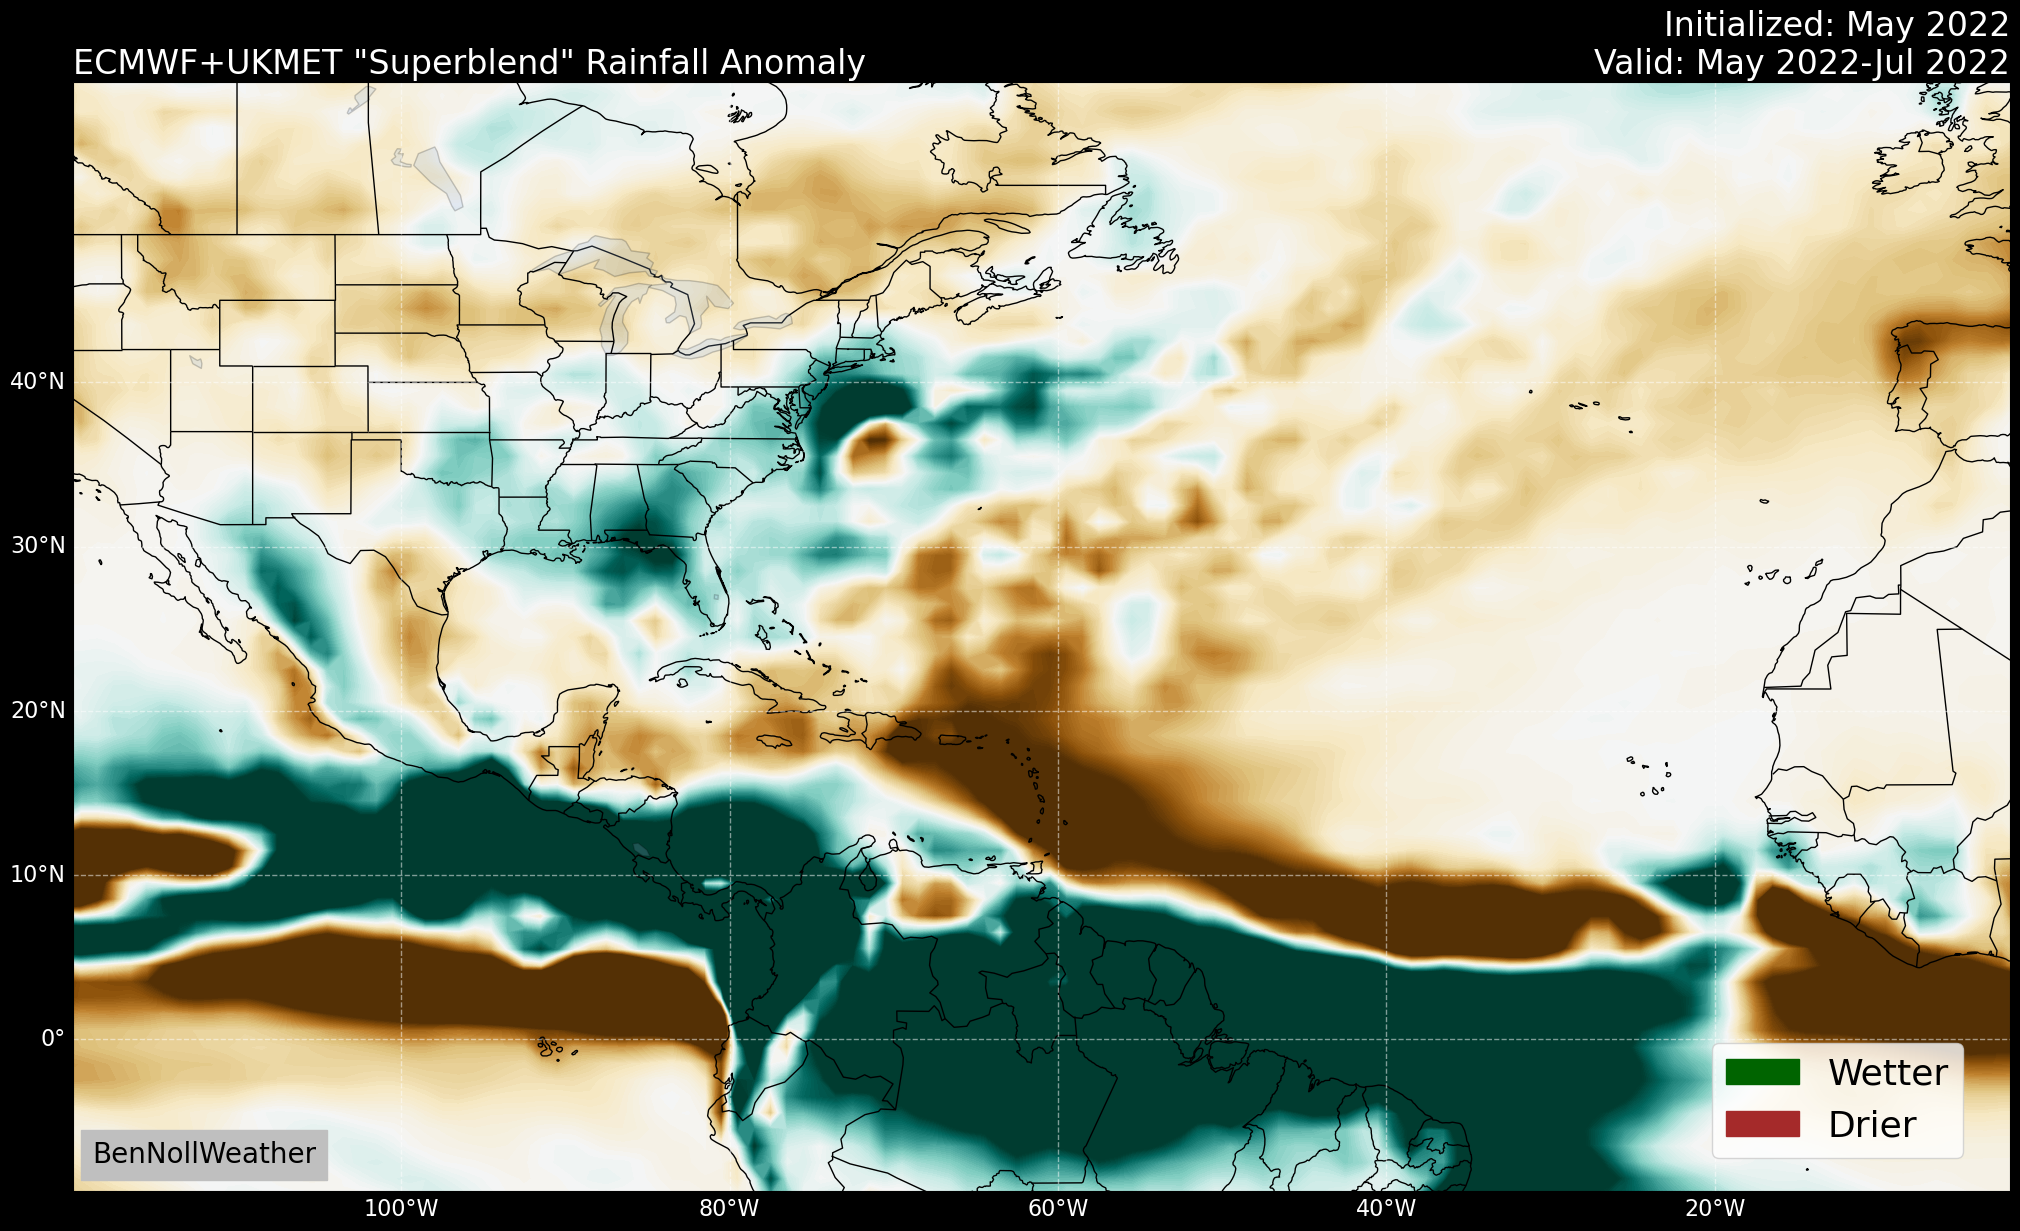 Initialized: May 2022
ECMWF+UKMET "Superblend" Rainfall Anomaly
Valid: May 2022-Jul 2022
40°N
30°N
20°N
10°N
0°
Wetter
Drier
BenNollWeather
100°W
80°W
60°W
40°W
20°W